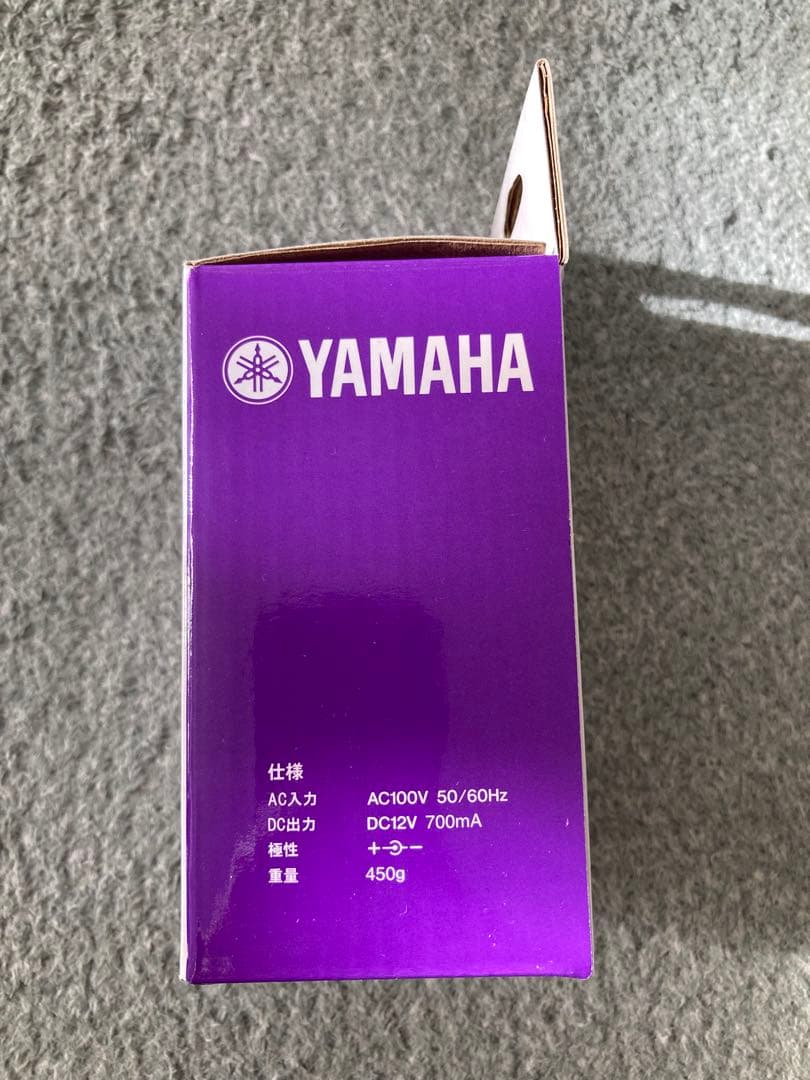 YAMAHA
仕様
AC入力 AC100V 50/60Hz
DC出力 DC12V 700mA
極性 +-
重量 450g